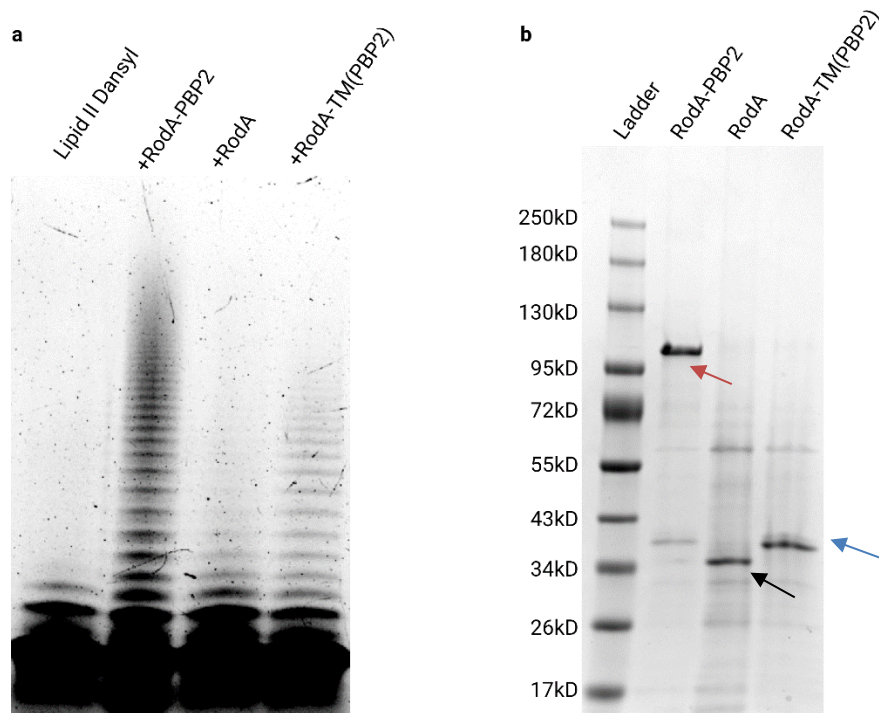 a
Lipid II Dansyl
+RodA-PBP2
+RodA
+RodA-TM(PBP2)
b
Ladder
RodA-PBP2
RodA
RodA-TM(PBP2)
250kD
180kD
130kD
95kD
72kD
55kD
43kD
34kD
26kD
17kD